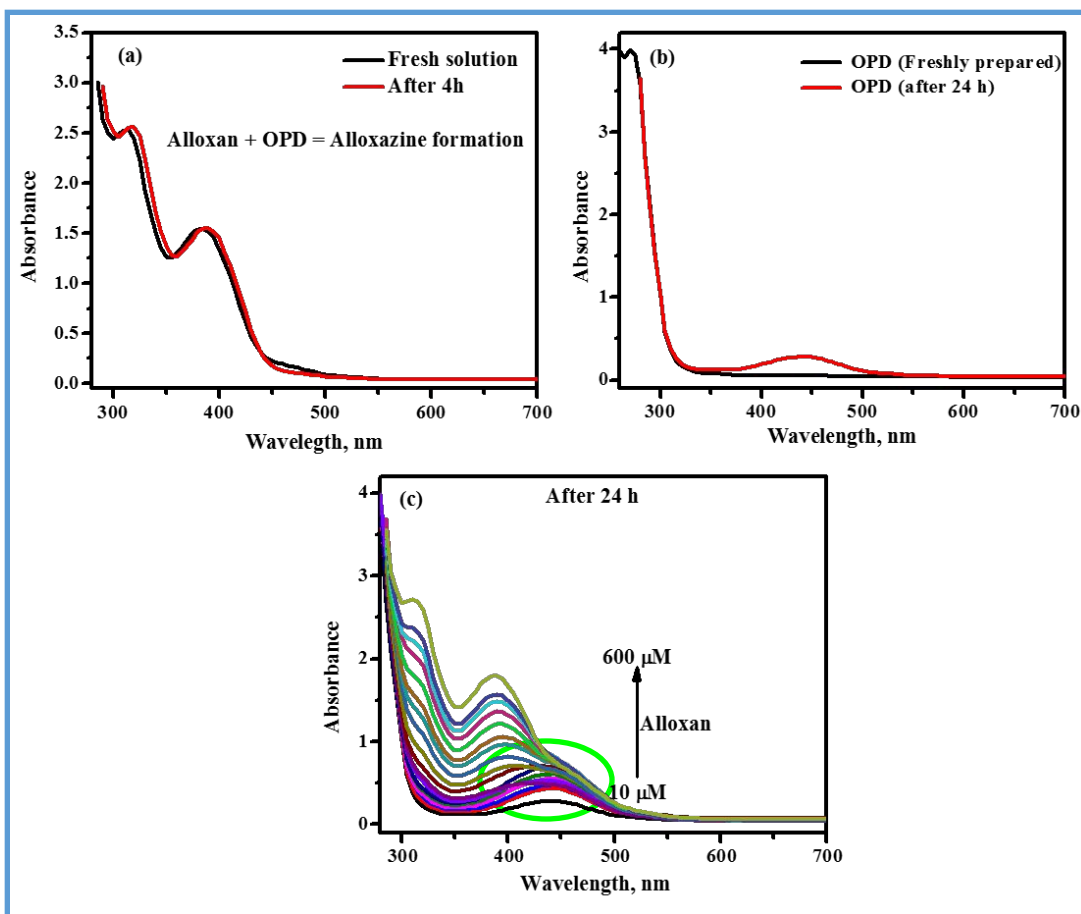 (a)
Fresh solution
After 4h
Alloxan + OPD = Alloxazine formation
3.5
3.0
2.5
2.0
1.5
1.0
0.5
0.0
Absorbance
300 400 500 600 700
Wavelegth, nm
(b)
OPD (Freshly prepared)
OPD (after 24 h)
4
3
2
1
0
Absorbance
300 400 500 600 700
Wavelength, nm
(c)
After 24 h
600 μM
Alloxan
10 μM
4
3
2
1
0
Absorbance
300 400 500 600 700
Wavelength, nm